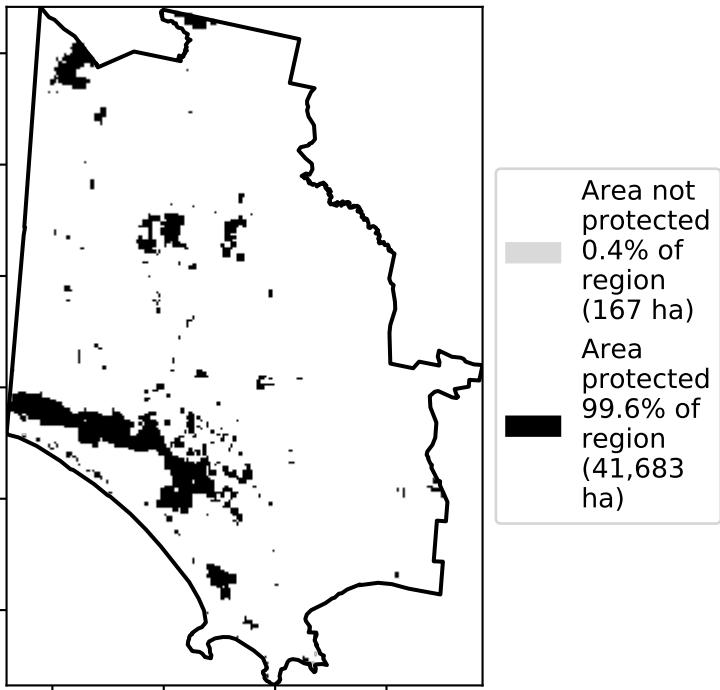 Area not
protected
0.4% of
region
(167 ha)
Area
protected
99.6% of
region
(41,683
ha)